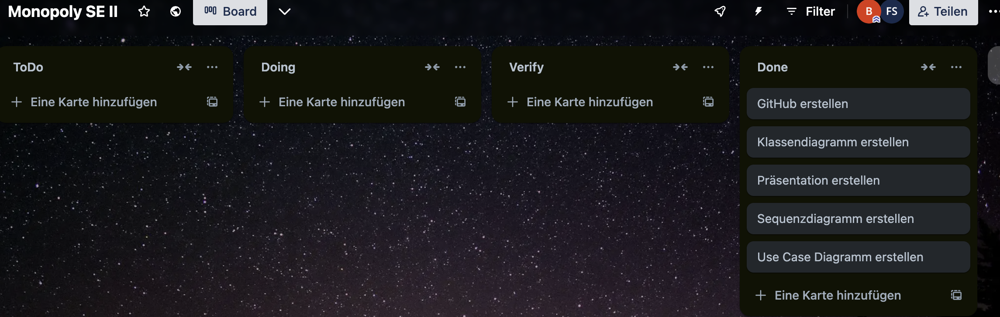 Monopoly SE II
Board
Filter
B
FS
Teilen
ToDo
Eine Karte hinzufügen
Doing
Eine Karte hinzufügen
Verify
Eine Karte hinzufügen
Done
GitHub erstellen
Klassendiagramm erstellen
Präsentation erstellen
Sequenzdiagramm erstellen
Use Case Diagramm erstellen
Eine Karte hinzufügen